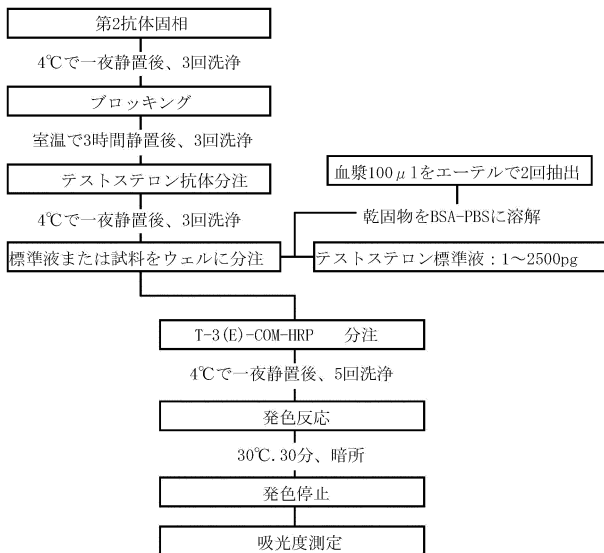 第2抗体固相
4℃で一夜静置後、3回洗浄
ブロッキング
室温で3時間静置後、3回洗浄
テストステロン抗体分注
血漿100μlをエーテルで2回抽出
4℃で一夜静置後、3回洗浄
乾固物をBSA-PBSに溶解
標準液または試料をウェルに分注
テストステロン標準液：1～2500pg
T-3(E)-COM-HRP　分注
4℃で一夜静置後、5回洗浄
発色反応
30℃.30分、暗所
発色停止
吸光度測定